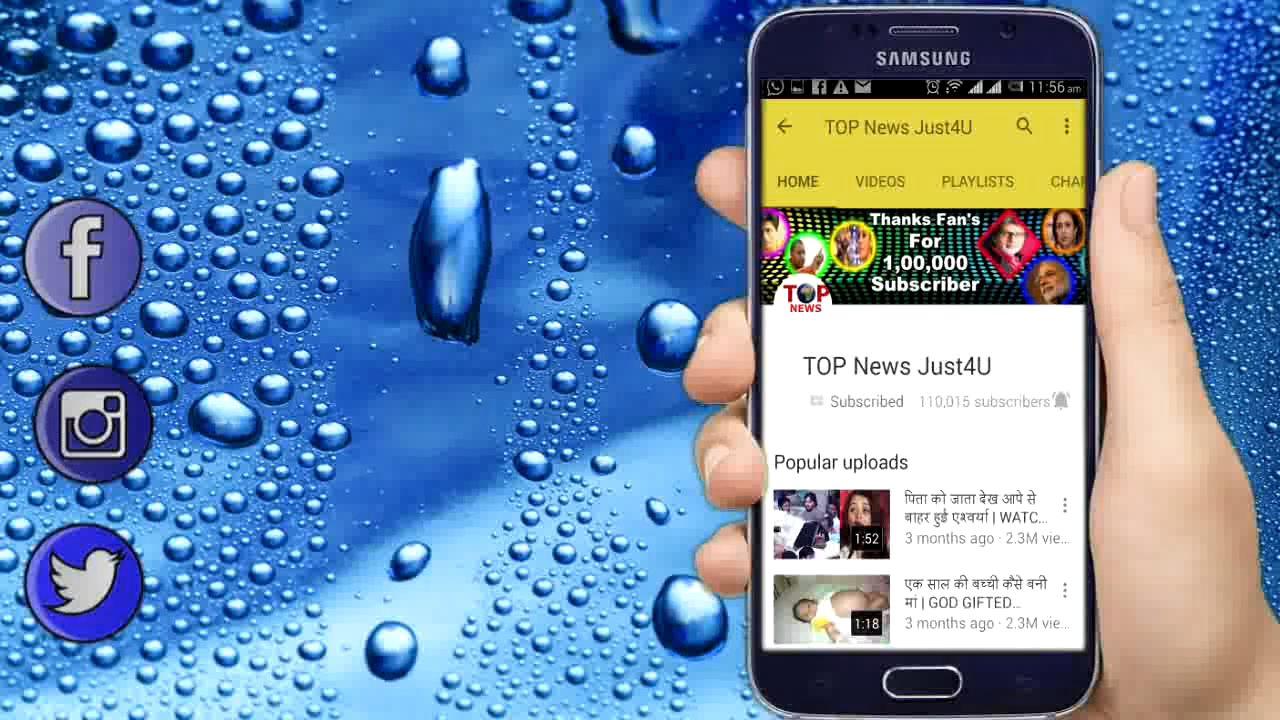 SAMSUNG
11:56 am
TOP News Just4U
HOME VIDEOS PLAYLISTS CHA
Thanks Fan's
For
1,00,000
Subscriber
TOP
NEWS
TOP News Just4U
Subscribed 110,015 subscribers
Popular uploads
पिता को जाता देख आपे से
बाहर हुई एश्वर्या | WATC...
3 months ago · 2.3M vie...
1:52
एक साल की बच्ची कैसे बनी
मां | GOD GIFTED...
3 months ago · 2.3M vie...
1:18